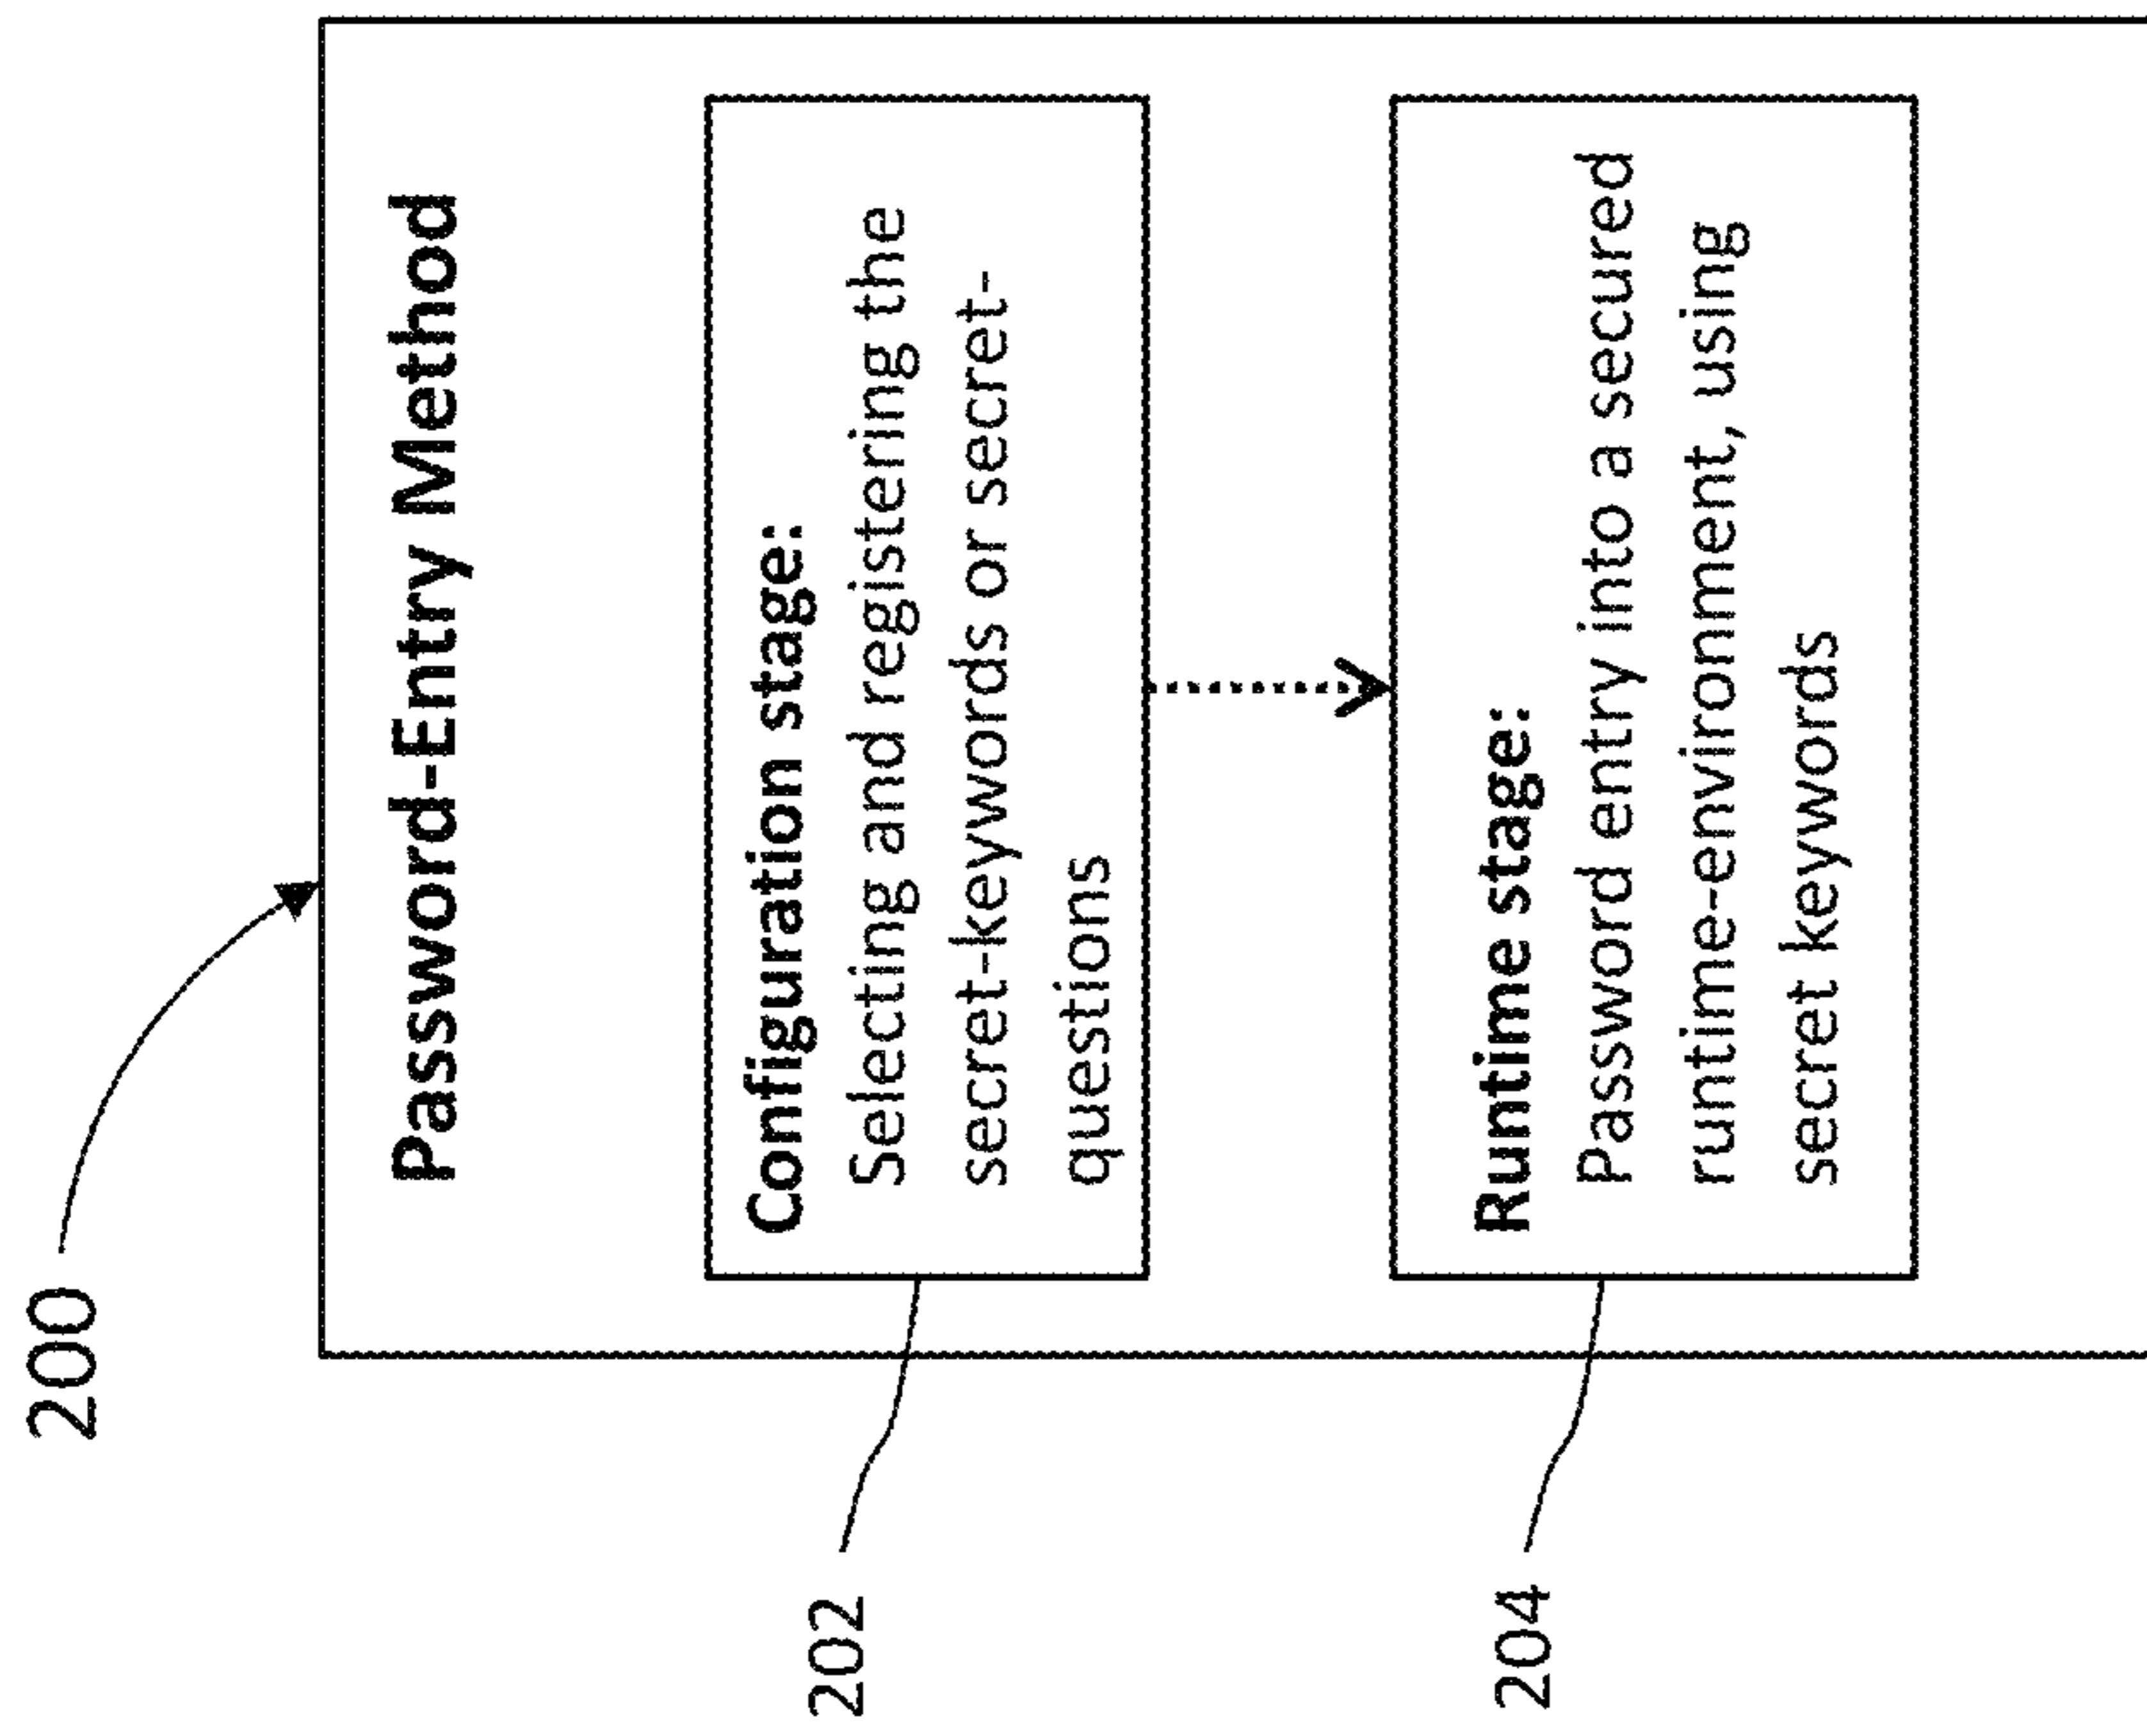 200
Password-Entry Method
202
Configuration stage:
Selecting and registering the
secret-keywords or secret-
questions
204
Runtime stage:
Password entry into a secured
runtime-environment, using
secret keywords